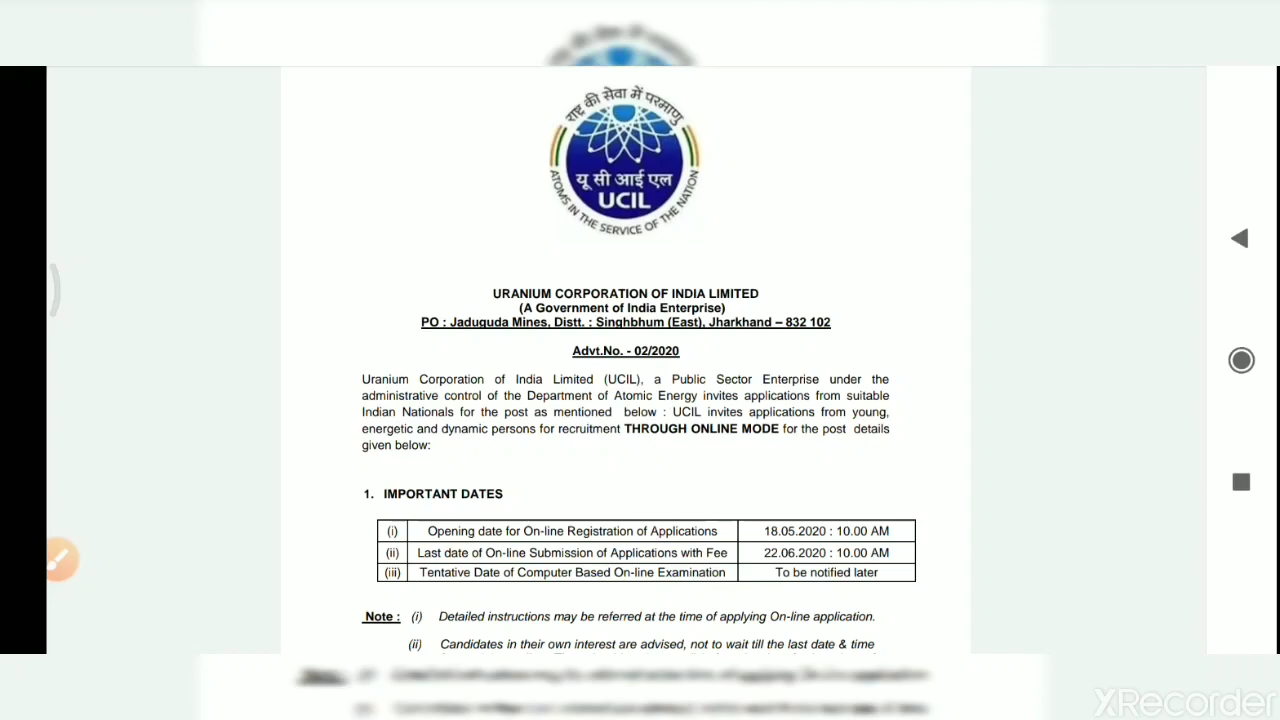 राष्ट्र की सेवा में परमाणु
यू सी आई एल
UCIL
ATOMS IN THE SERVICE OF THE NATION
URANIUM CORPORATION OF INDIA LIMITED
(A Government of India Enterprise)
PO : Jaduguda Mines, Distt. : Singhbhum (East), Jharkhand – 832 102
Advt.No. - 02/2020
Uranium Corporation of India Limited (UCIL), a Public Sector Enterprise under the
administrative control of the Department of Atomic Energy invites applications from suitable
Indian Nationals for the post as mentioned below : UCIL invites applications from young,
energetic and dynamic persons for recruitment THROUGH ONLINE MODE for the post details
given below:
1. IMPORTANT DATES
(i) Opening date for On-line Registration of Applications 18.05.2020 : 10.00 AM
(ii) Last date of On-line Submission of Applications with Fee 22.06.2020 : 10.00 AM
(iii) Tentative Date of Computer Based On-line Examination To be notified later
Note : (i) Detailed instructions may be referred at the time of applying On-line application.
(ii) Candidates in their own interest are advised, not to wait till the last date & time
XRecorder